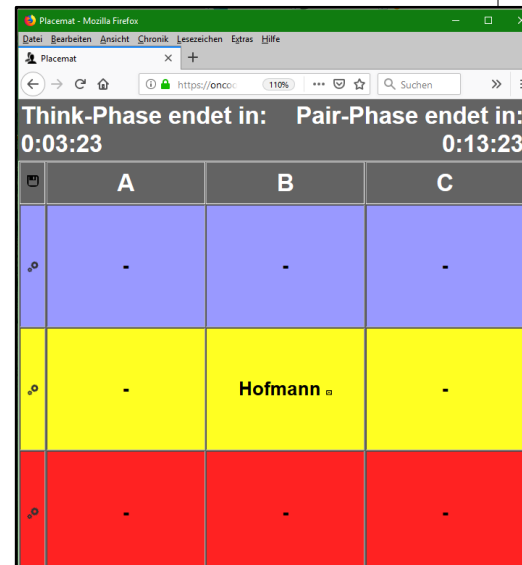 Placemat - Mozilla Firefox
Datei Bearbeiten Ansicht Chronik Lesezeichen Extras Hilfe
Placemat
https://oncoo 110% Suchen
Think-Phase endet in: Pair-Phase endet in:
0:03:23 0:13:23
A B C
- - -
- Hofmann -
- - -